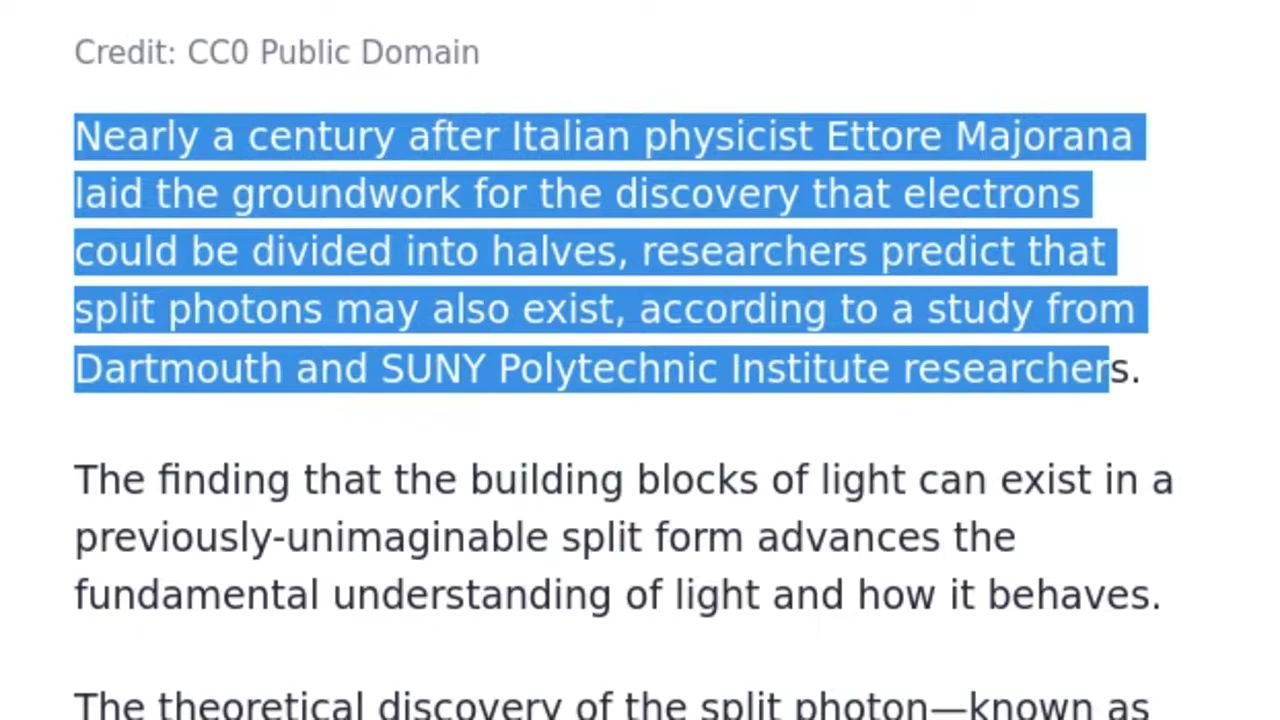 Credit: CC0 Public Domain
Nearly a century after Italian physicist Ettore Majorana
laid the groundwork for the discovery that electrons
could be divided into halves, researchers predict that
split photons may also exist, according to a study from
Dartmouth and SUNY Polytechnic Institute researchers.
The finding that the building blocks of light can exist in a
previously-unimaginable split form advances the
fundamental understanding of light and how it behaves.
The theoretical discovery of the split photon—known as